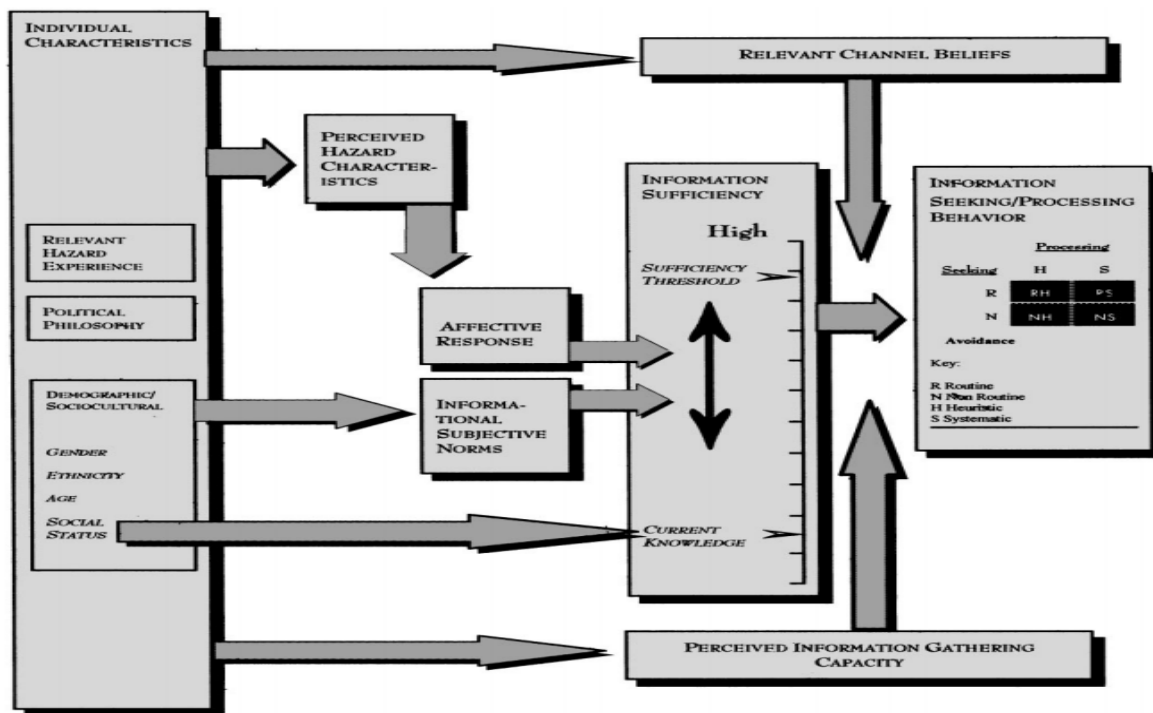 INDIVIDUAL
CHARACTERISTICS
RELEVANT
HAZARD
EXPERIENCE
POLITICAL
PHILOSOPHY
DEMOGRAPHIC/
SOCIOCULTURAL
GENDER
ETHNICITY
AGE
SOCIAL
STATUS
RELEVANT CHANNEL BELIEFS
PERCEIVED
HAZARD
CHARACTER-
ISTICS
AFFECTIVE
RESPONSE
INFORMA-
TIONAL
SUBJECTIVE
NORMS
INFORMATION
SUFFICIENCY
High
SUFFICIENCY
THRESHOLD
CURRENT
KNOWLEDGE
INFORMATION
SEEKING/PROCESSING
BEHAVIOR
Processing
Seeking H S
R RH RS
N NH NS
Avoidance
Key:
R Routine
N Non Routine
H Heuristic
S Systematic
PERCEIVED INFORMATION GATHERING
CAPACITY